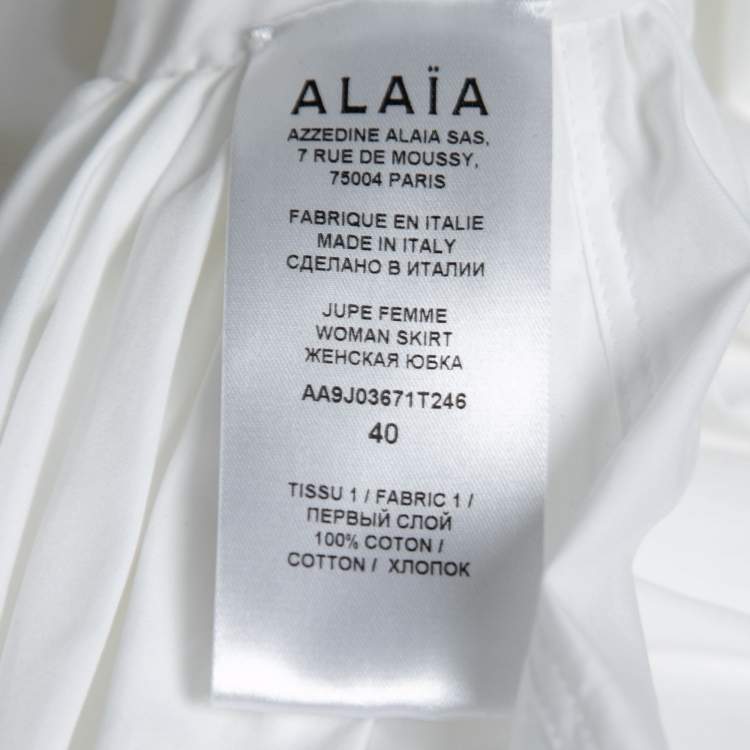 ALAÏA
AZZEDINE ALAIA SAS,
7 RUE DE MOUSSY,
75004 PARIS
FABRIQUE EN ITALIE
MADE IN ITALY
СДЕЛАНО В ИТАЛИИ
JUPE FEMME
WOMAN SKIRT
ЖЕНСКАЯ ЮБКА
AA9J03671T246
40
TISSU 1 / FABRIC 1 /
ПЕРВЫЙ СЛОЙ
100% COTON /
COTTON / ХЛОПОК